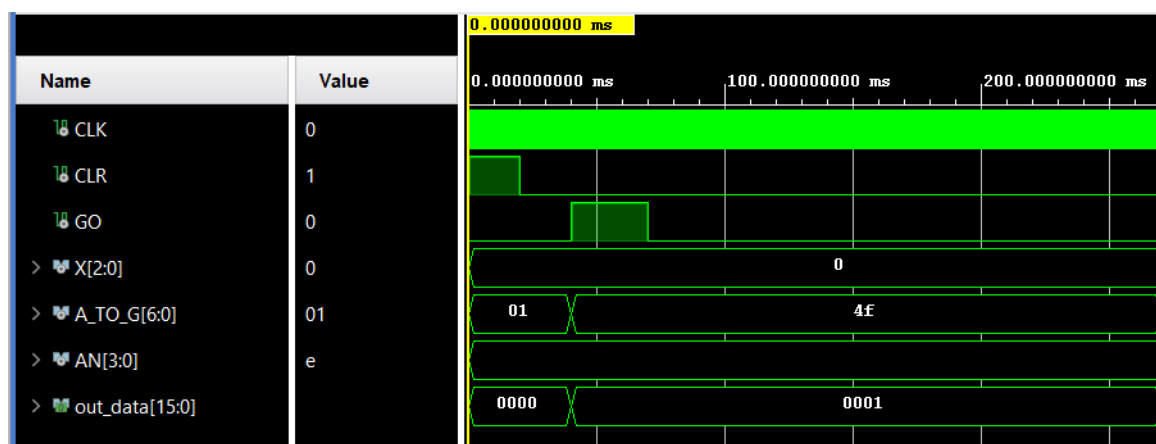 0.000000000 ms
Name Value 0.000000000 ms 100.000000000 ms 200.000000000 ms
CLK 0
CLR 1
GO 0
X[2:0] 0 0
A_TO_G[6:0] 01 01 4f
AN[3:0] e
out_data[15:0] 0000 0001